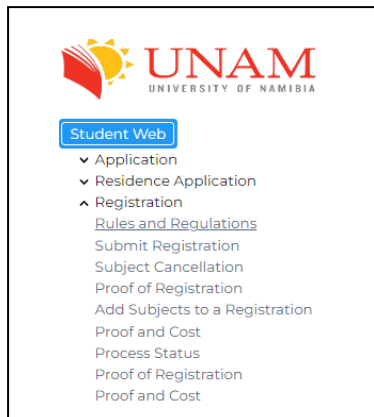 UNAM
UNIVERSITY OF NAMIBIA
Student Web
Application
Residence Application
Registration
Rules and Regulations
Submit Registration
Subject Cancellation
Proof of Registration
Add Subjects to a Registration
Proof and Cost
Process Status
Proof of Registration
Proof and Cost